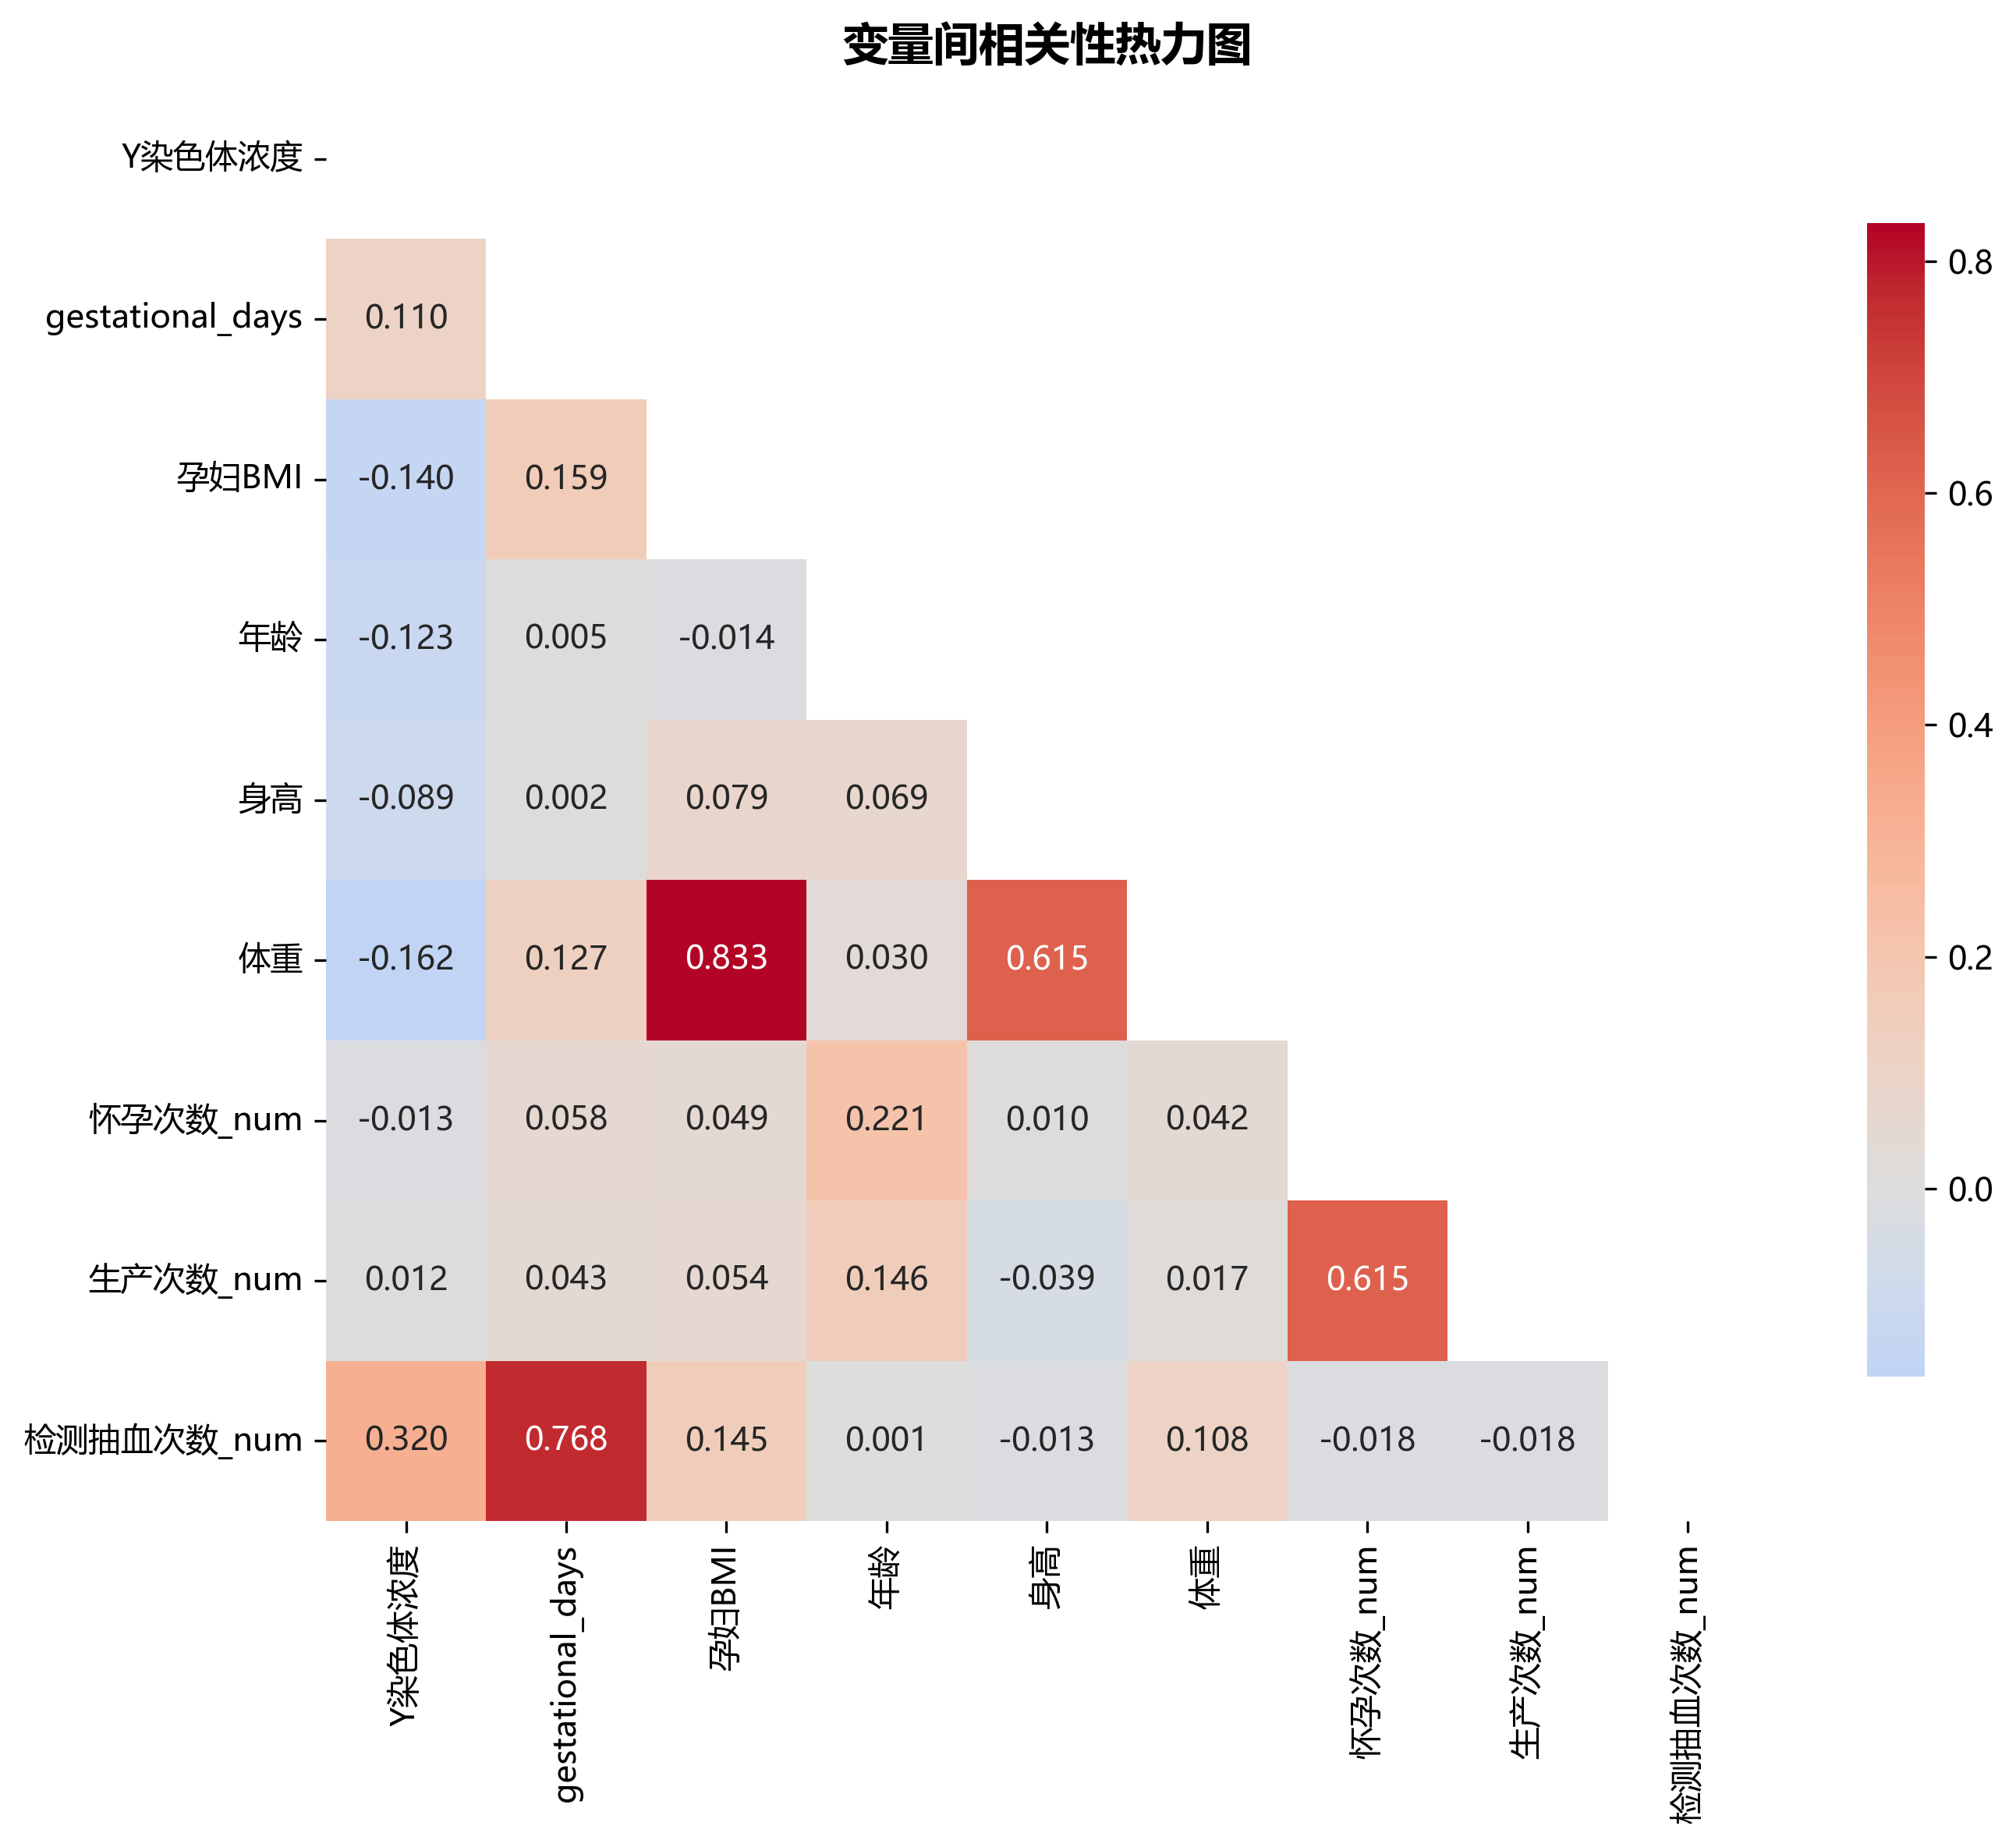 变量间相关性热力图
Y染色体浓度
gestational_days 0.110
孕妇BMI -0.140 0.159
年龄 -0.123 0.005 -0.014
身高 -0.089 0.002 0.079 0.069
体重 -0.162 0.127 0.833 0.030 0.615
怀孕次数_num -0.013 0.058 0.049 0.221 0.010 0.042
生产次数_num 0.012 0.043 0.054 0.146 -0.039 0.017 0.615
检测抽血次数_num 0.320 0.768 0.145 0.001 -0.013 0.108 -0.018 -0.018
Y染色体浓度
gestational_days
孕妇BMI
年龄
身高
体重
怀孕次数_num
生产次数_num
检测抽血次数_num
0.8
0.6
0.4
0.2
0.0